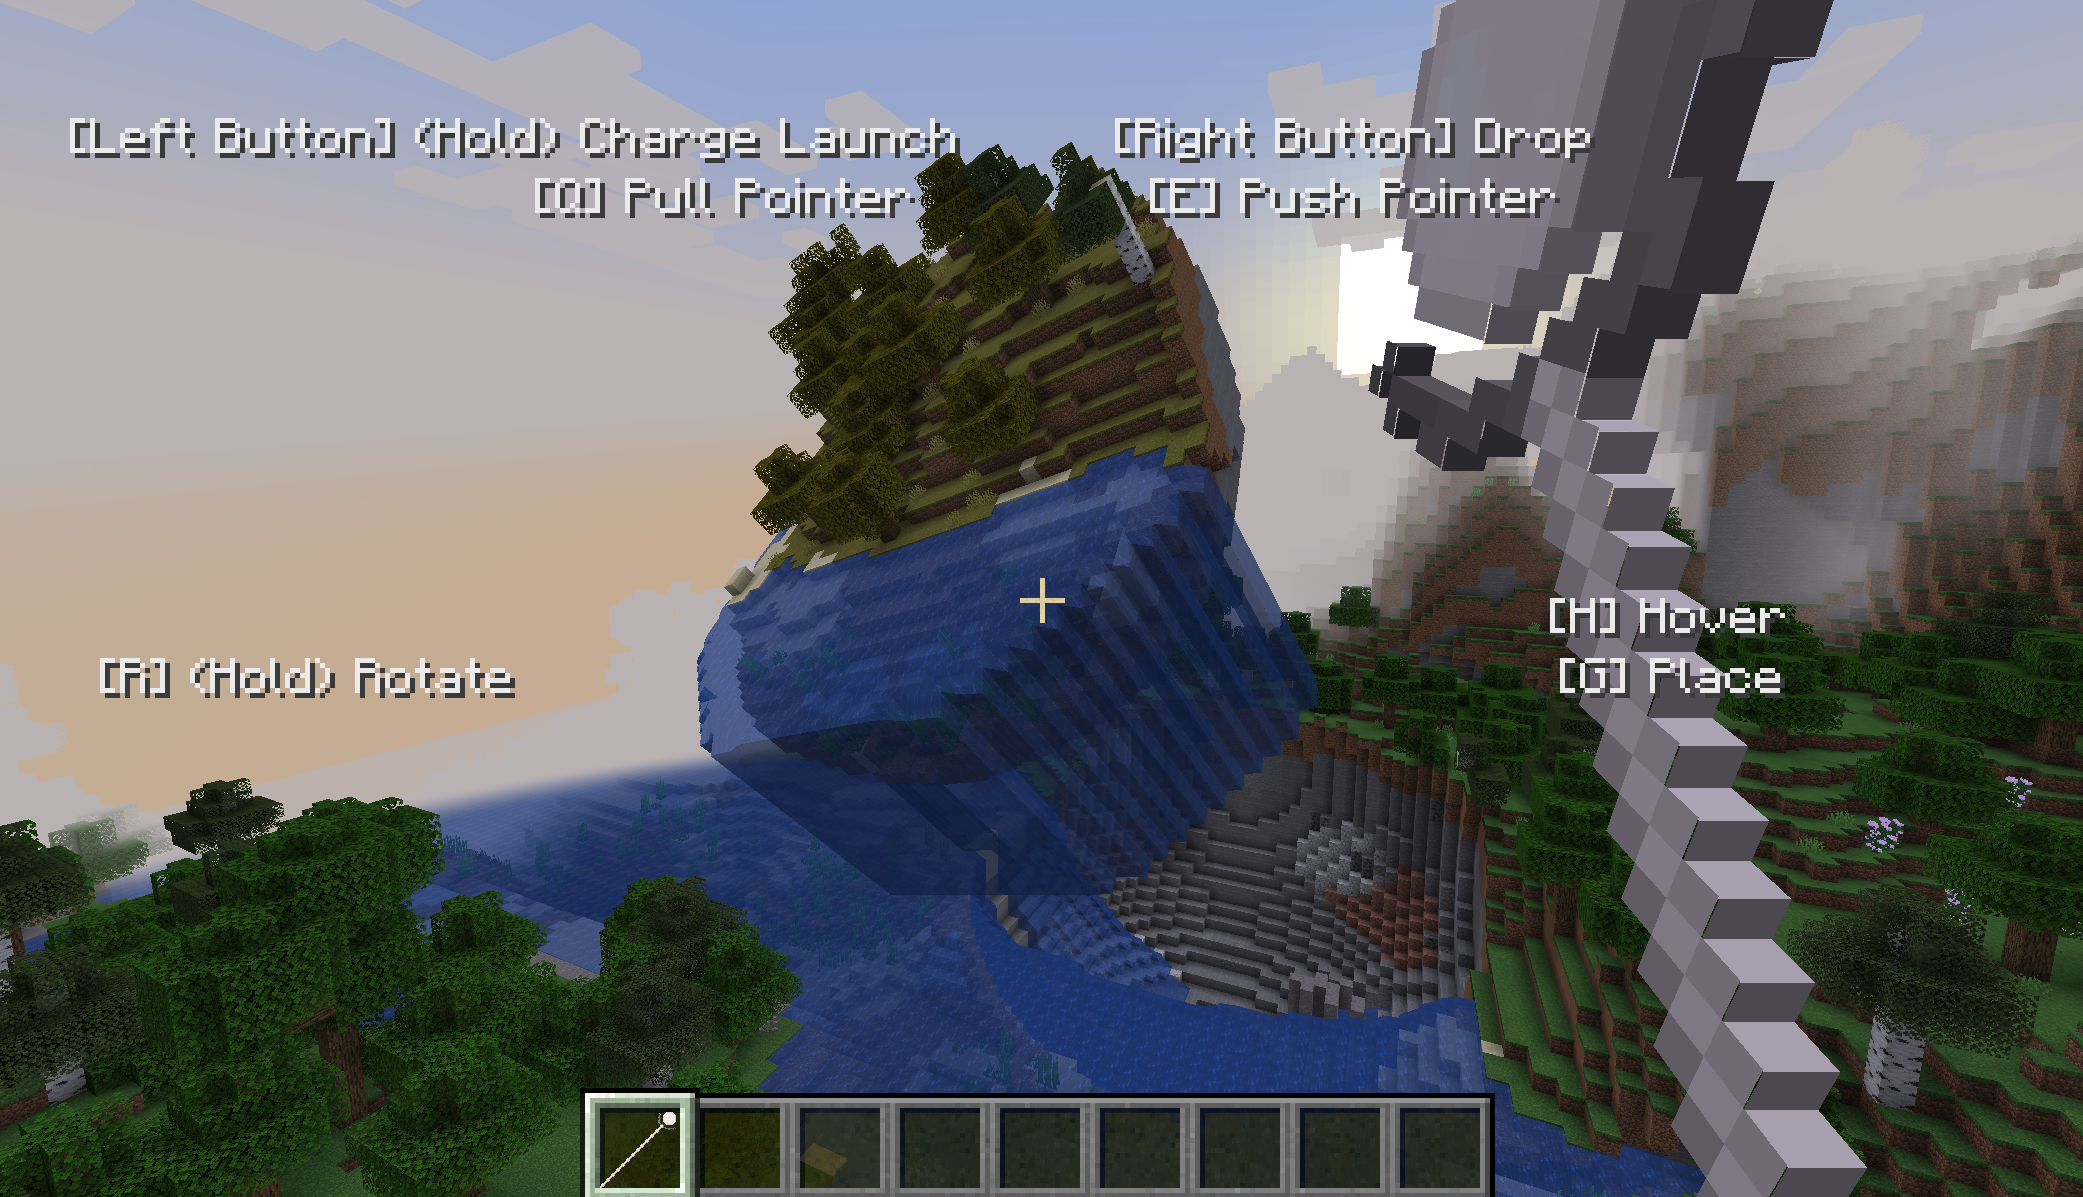 [Left Button] (Hold) Charge Launch
[Right Button] Drop
[Q] Pull Pointer
[E] Push Pointer
[H] Hover
[R] (Hold) Rotate
[G] Place